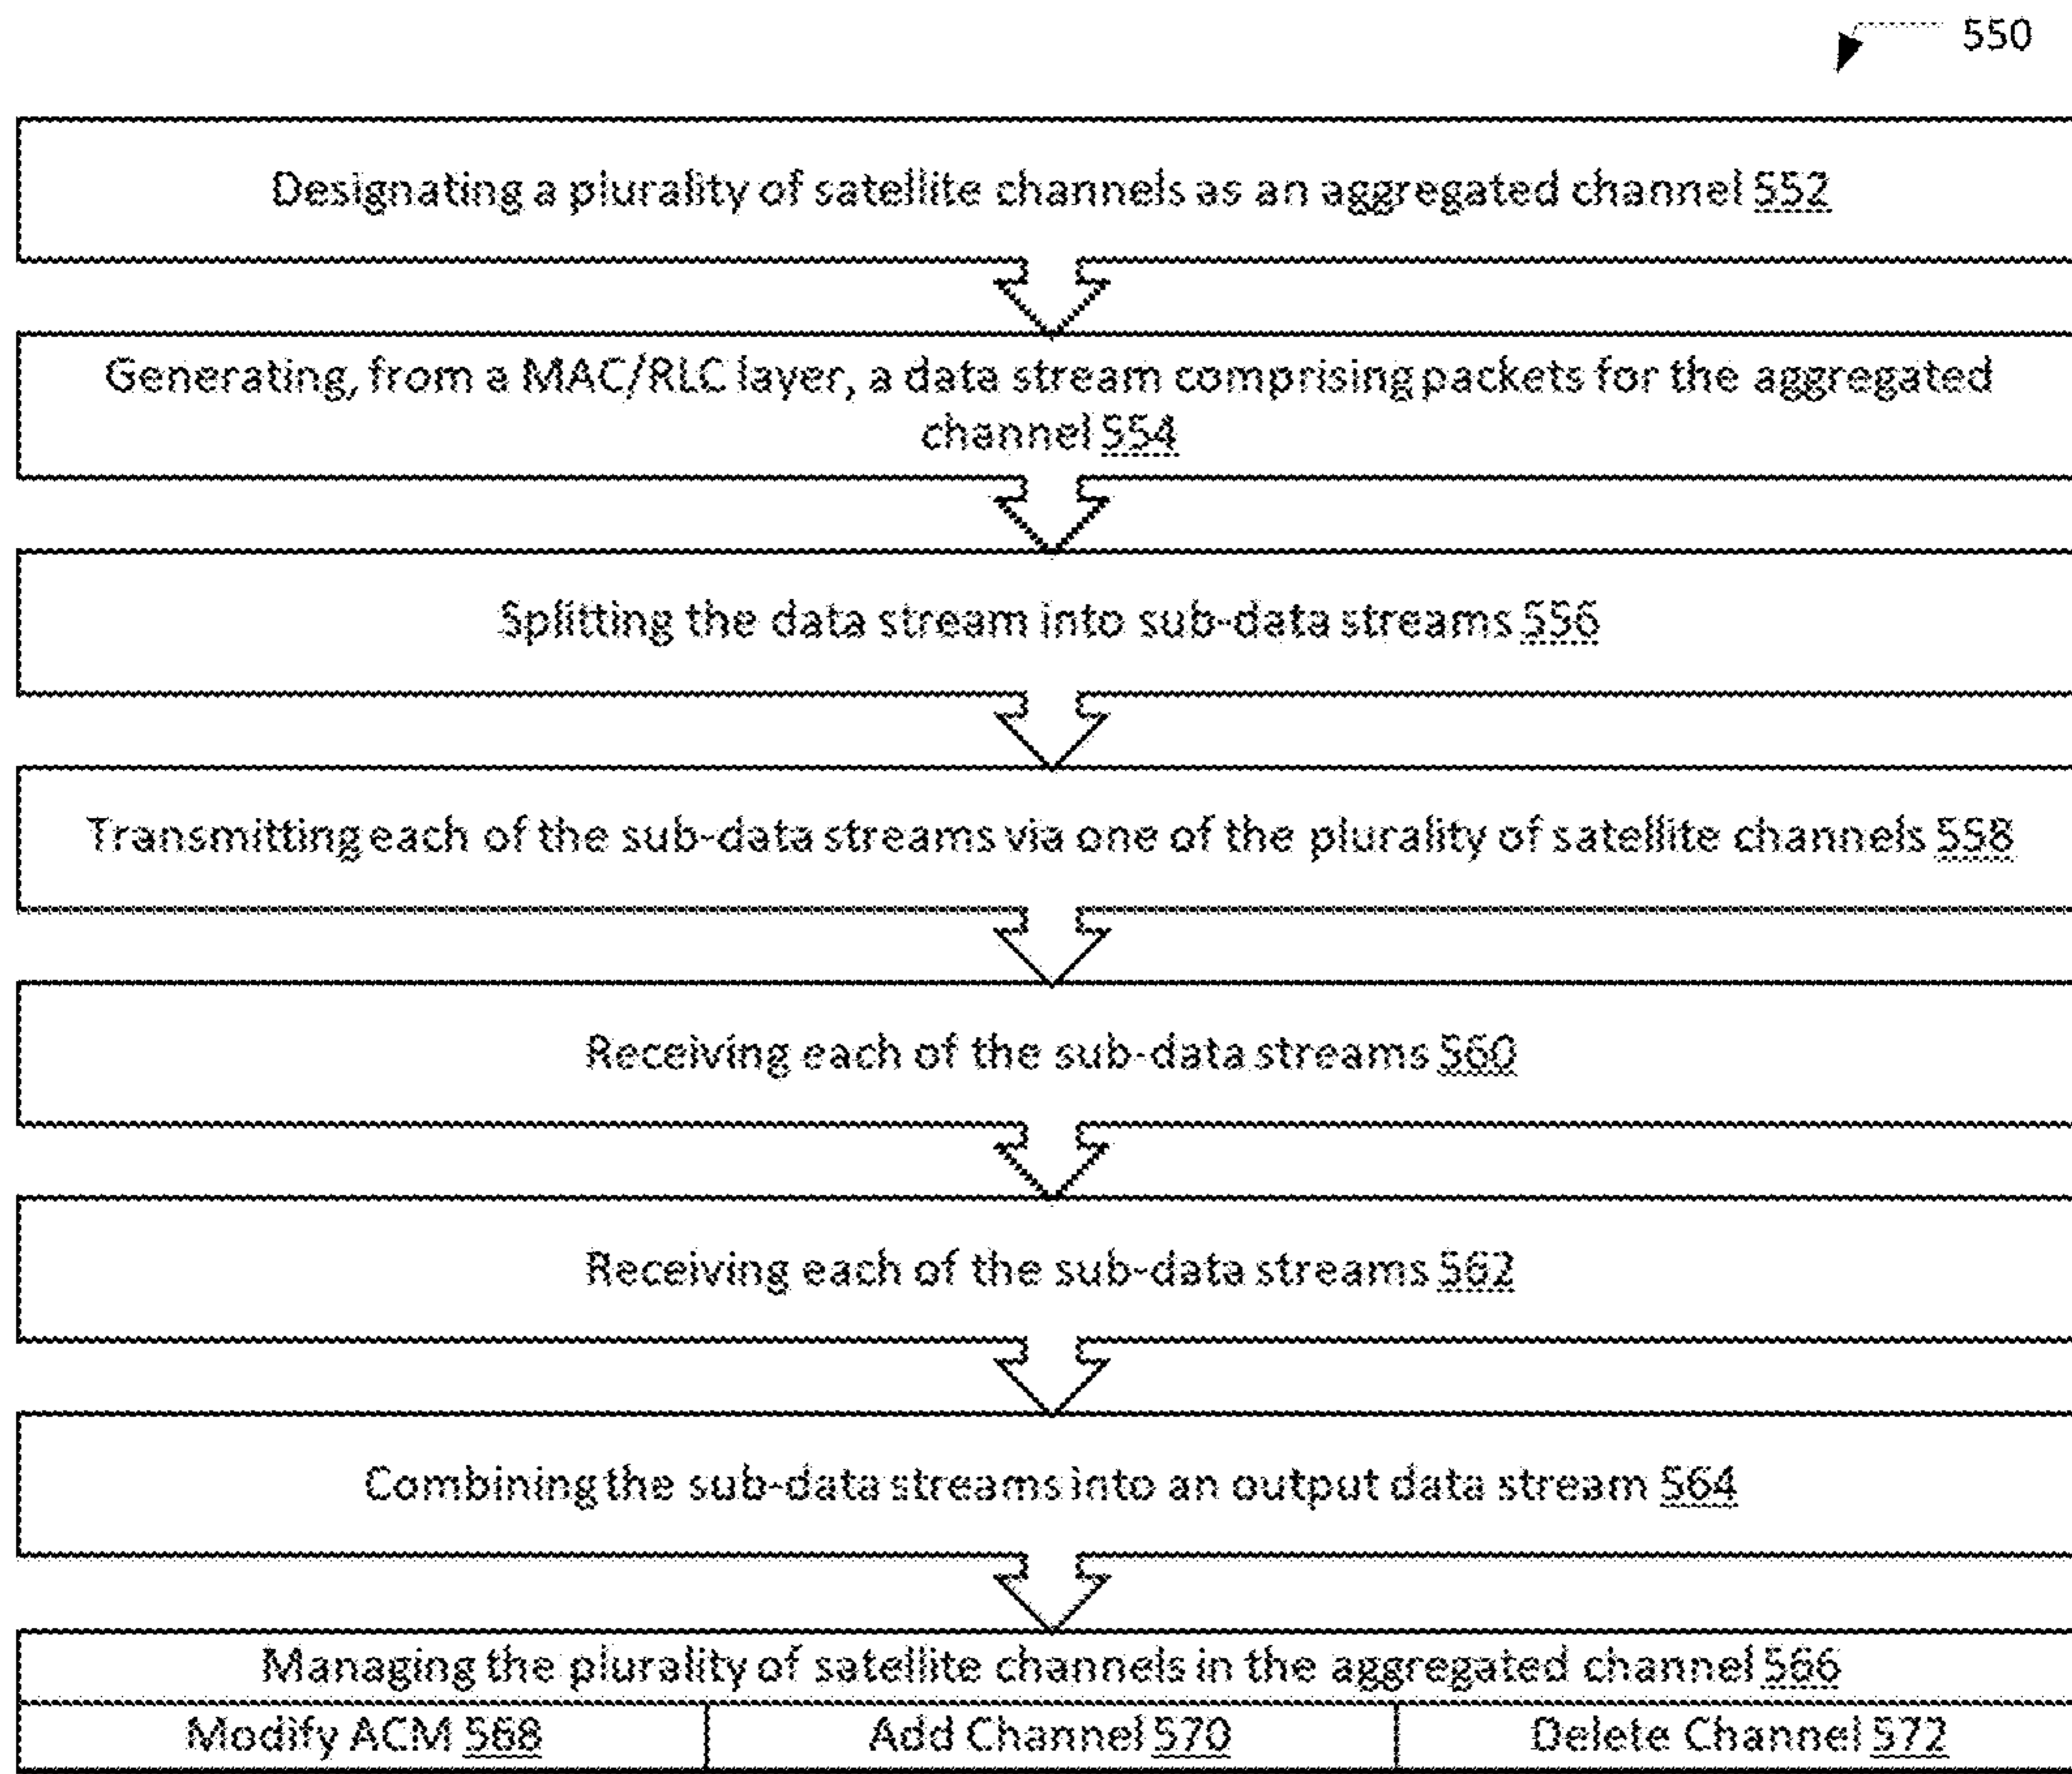 550
Designating a plurality of satellite channels as an aggregated channel 552
Generating, from a MAC/RLC layer, a data stream comprising packets for the aggregated
channel 554
Splitting the data stream into sub-data streams 556
Transmitting each of the sub-data streams via one of the plurality of satellite channels 558
Receiving each of the sub-data streams 560
Receiving each of the sub-data streams 562
Combining the sub-data streams into an output data stream 564
Managing the plurality of satellite channels in the aggregated channel 566
Modify ACM 568
Add Channel 570
Delete Channel 572